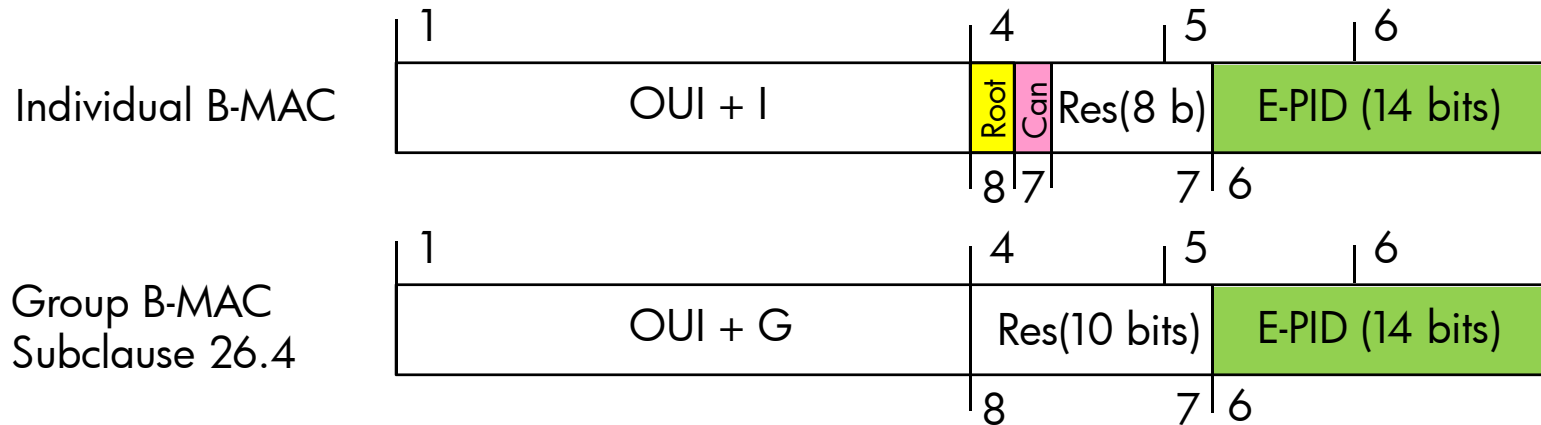 1 4 5 6
Individual B-MAC OUI + I Root Can Res(8 b) E-PID (14 bits)
8 7 7 6
1 4 5 6
Group B-MAC
Subclause 26.4
OUI + G Res(10 bits) E-PID (14 bits)
8 7 6